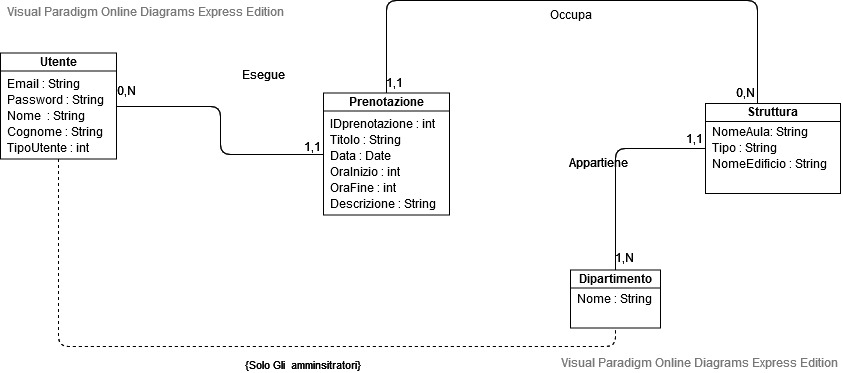 Visual Paradigm Online Diagrams Express Edition
Occupa
Utente
Email : String
Password : String
Nome : String
Cognome : String
TipoUtente : int
0,N
Esegue
1,1
1,1
Prenotazione
IDprenotazione : int
Titolo : String
Data : Date
OraInizio : int
OraFine : int
Descrizione : String
0,N
Struttura
NomeAula: String
Tipo : String
NomeEdificio : String
1,1
Appartiene
1,N
Dipartimento
Nome : String
{Solo Gli amminsitratori}
Visual Paradigm Online Diagrams Express Edition